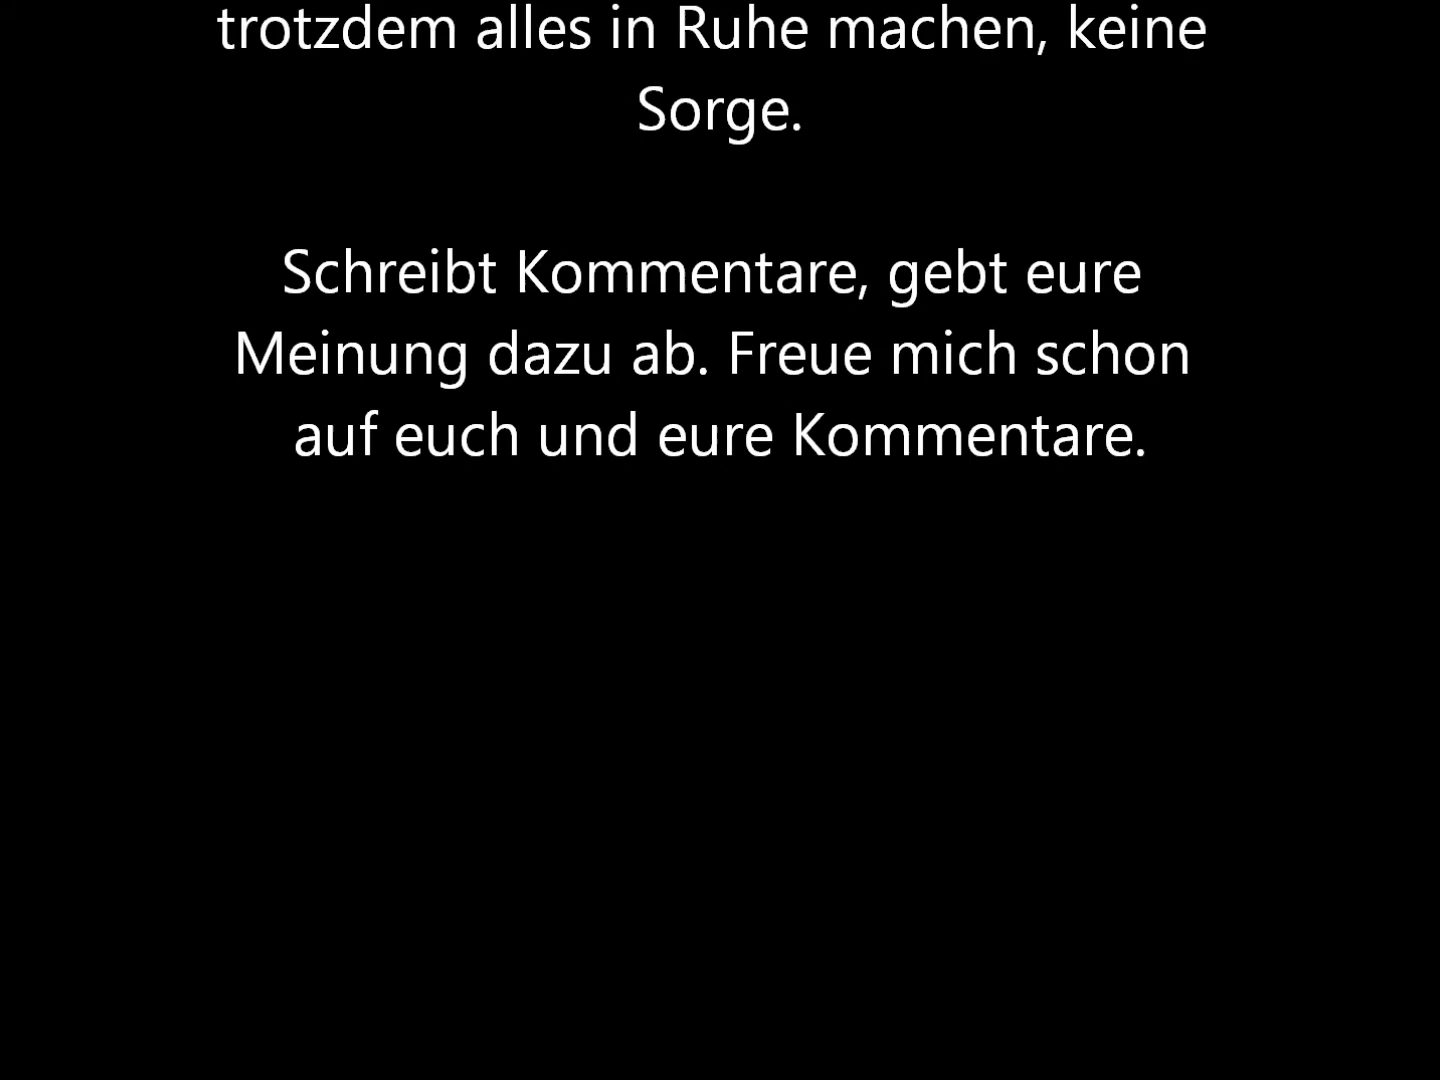 trotzdem alles in Ruhe machen, keine
Sorge.
Schreibt Kommentare, gebt eure
Meinung dazu ab. Freue mich schon
auf euch und eure Kommentare.